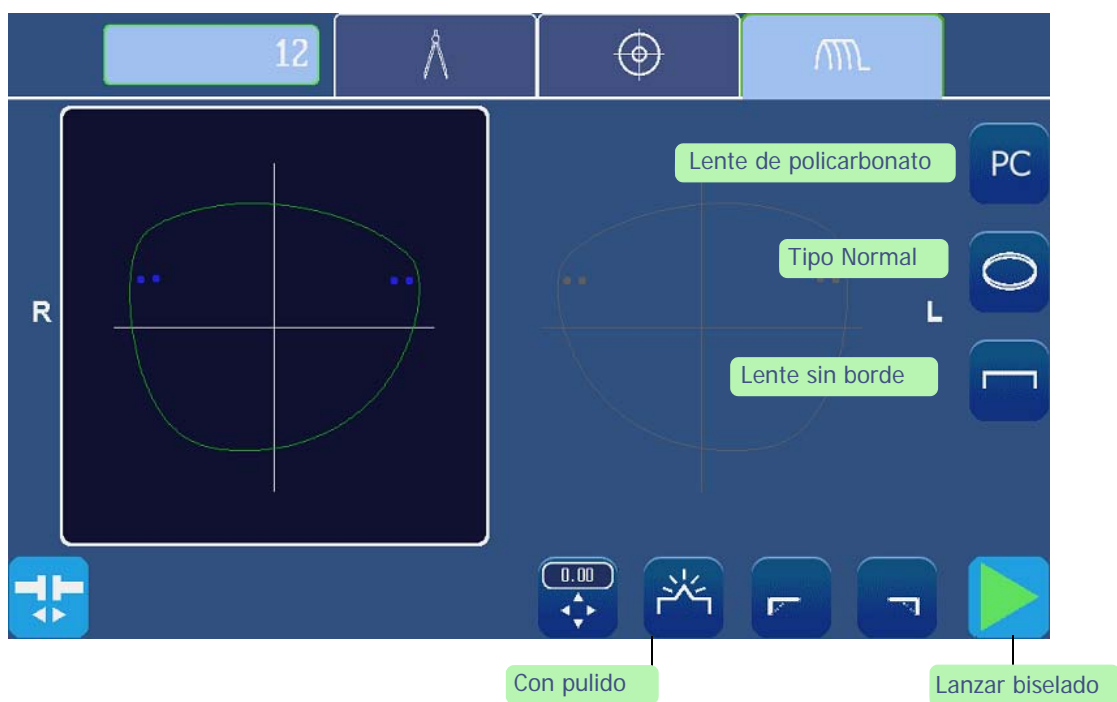 12
Lente de policarbonato
PC
Tipo Normal
R
L
Lente sin borde
0.00
Con pulido
Lanzar biselado